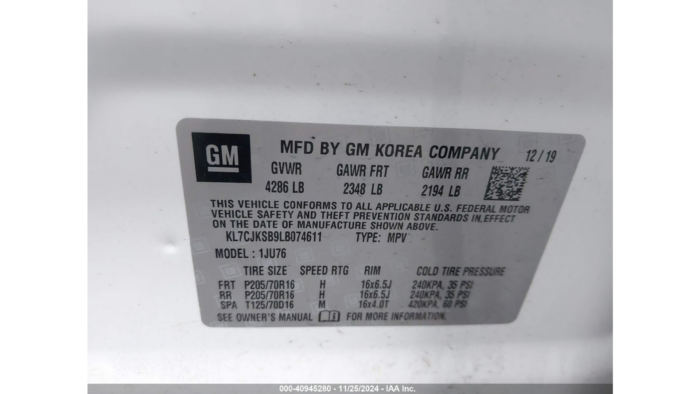 GM
MFD BY GM KOREA COMPANY 12/19
GVWR GAWR FRT GAWR RR
4286 LB 2348 LB 2194 LB
THIS VEHICLE CONFORMS TO ALL APPLICABLE U.S. FEDERAL MOTOR
VEHICLE SAFETY AND THEFT PREVENTION STANDARDS IN EFFECT
ON THE DATE OF MANUFACTURE SHOWN ABOVE.
KL7CJKSB9LB074611 TYPE: MPV
MODEL: 1JU76
TIRE SIZE SPEED RTG RIM COLD TIRE PRESSURE
FRT P205/70R16 H 16x6.5J 240KPA, 35 PSI
RR P205/70R16 H 16x6.5J 240KPA, 35 PSI
SPA T125/70D16 M 16x4.0T 420KPA, 60 PSI
SEE OWNER'S MANUAL FOR MORE INFORMATION.
000-40945290 - 11/25/2024 - IAA Inc.